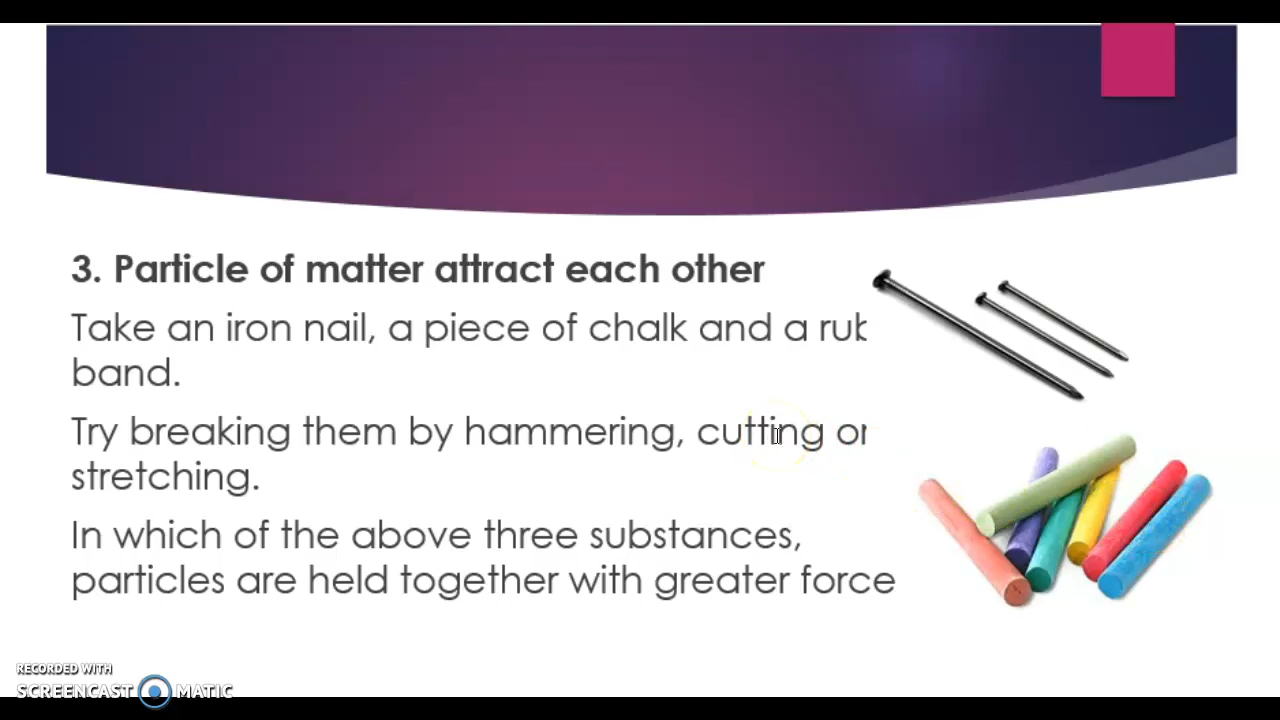 3. Particle of matter attract each other
Take an iron nail, a piece of chalk and a rub
band.
Try breaking them by hammering, cutting or
stretching.
In which of the above three substances,
particles are held together with greater force
RECORDED WITH
SCREENCAST MATIC